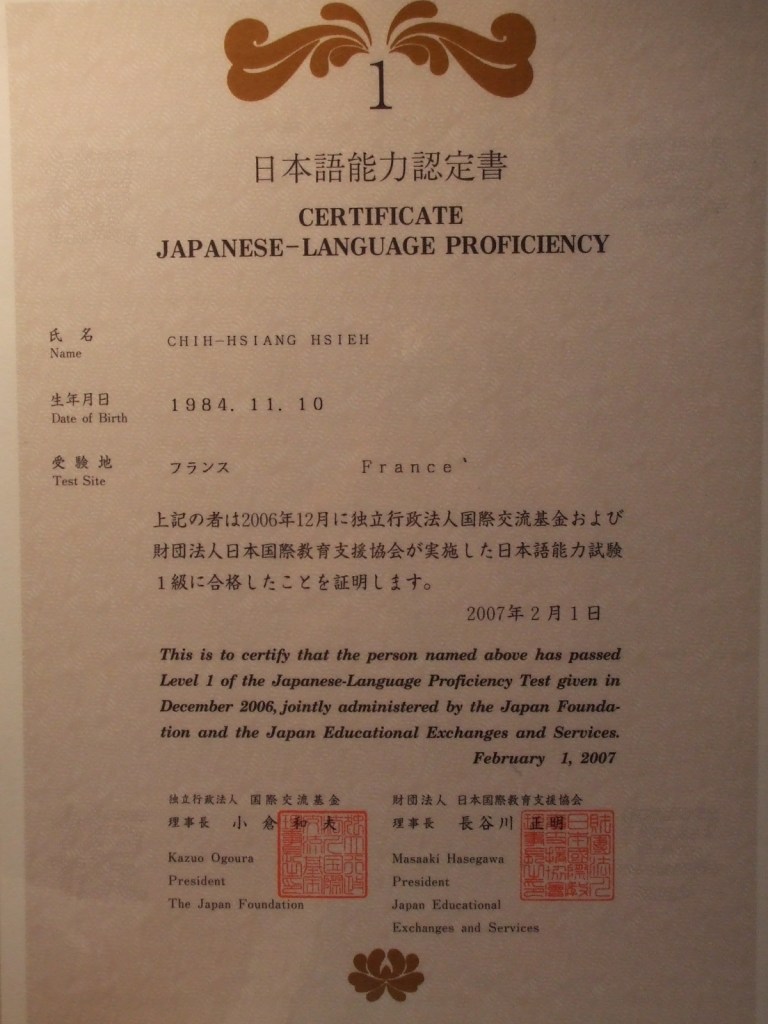 1
日本語能力認定書
CERTIFICATE
JAPANESE-LANGUAGE PROFICIENCY
氏 名 CHIH-HSIANG HSIEH
Name
生年月日 1984. 11. 10
Date of Birth
受 験 地 フランス France`
Test Site
上記の者は2006年12月に独立行政法人国際交流基金および
財団法人日本国際教育支援協会が実施した日本語能力試験
1級に合格したことを証明します。
2007年2月1日
This is to certify that the person named above has passed
Level 1 of the Japanese-Language Proficiency Test given in
December 2006, jointly administered by the Japan Founda-
tion and the Japan Educational Exchanges and Services.
February 1, 2007
独立行政法人 国際交流基金 財団法人 日本国際教育支援協会
理事長 小倉和夫 理事長 長谷川 正明
Kazuo Ogoura Masaaki Hasegawa
President President
The Japan Foundation Japan Educational
Exchanges and Services